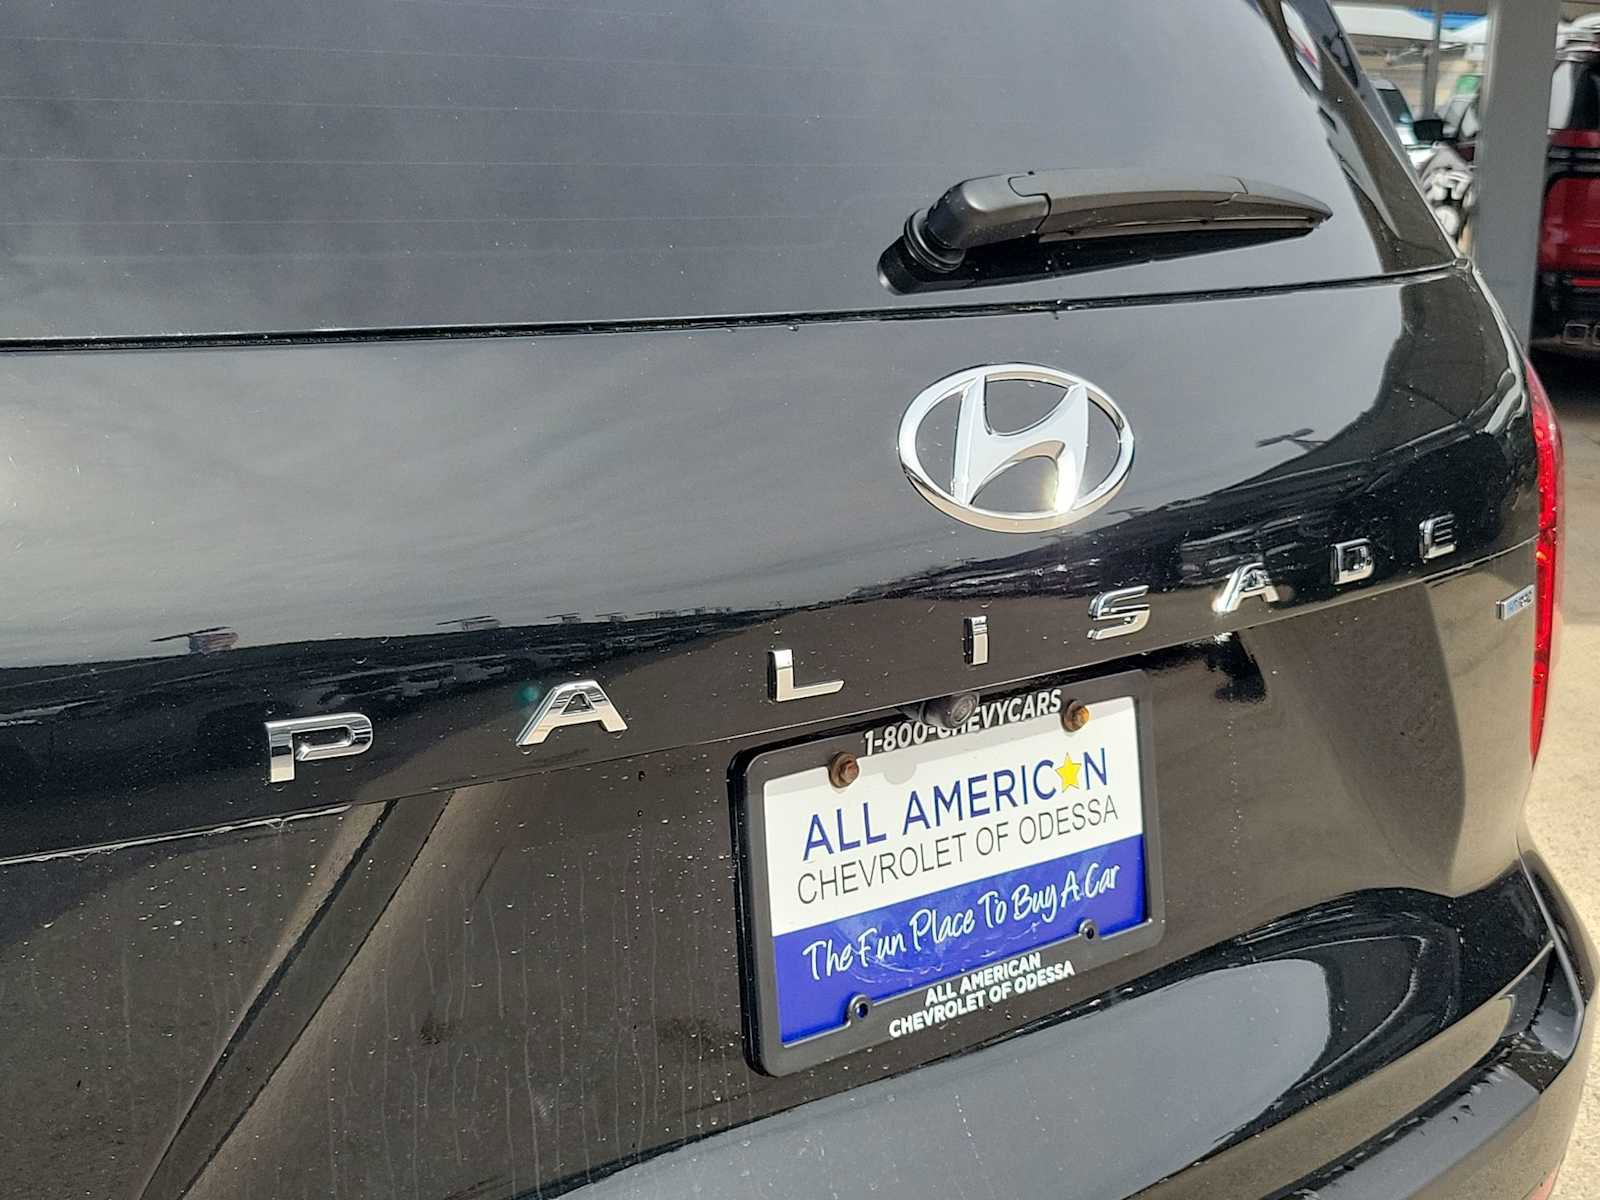 PALISADE
1-800-CHEVYCARS
ALL AMERICAN
CHEVROLET OF ODESSA
The Fun Place To Buy A Car
ALL AMERICAN
CHEVROLET OF ODESSA